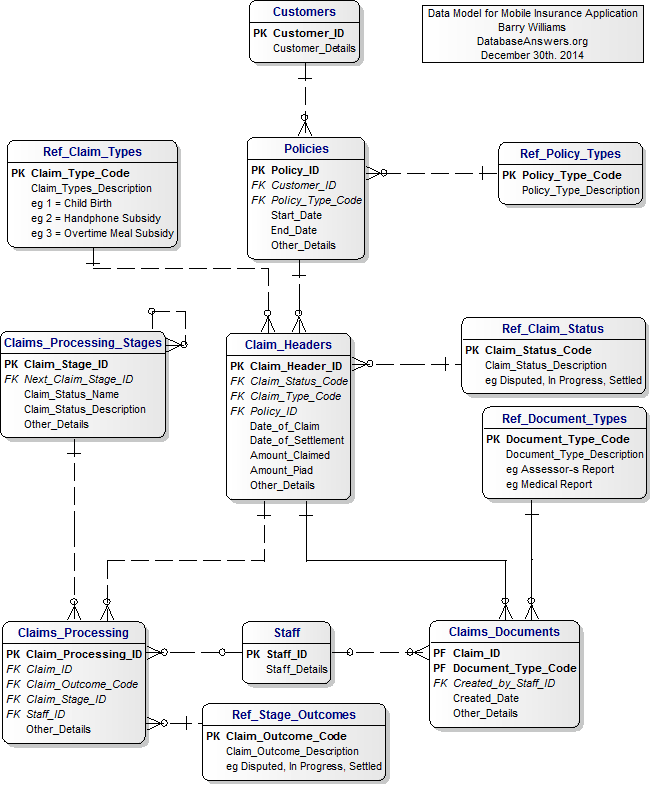 Customers
PK Customer_ID
Customer_Details
Data Model for Mobile Insurance Application
Barry Williams
DatabaseAnswers.org
December 30th. 2014
Ref_Claim_Types
PK Claim_Type_Code
Claim_Types_Description
eg 1 = Child Birth
eg 2 = Handphone Subsidy
eg 3 = Overtime Meal Subsidy
Policies
PK Policy_ID
FK Customer_ID
FK Policy_Type_Code
Start_Date
End_Date
Other_Details
Ref_Policy_Types
PK Policy_Type_Code
Policy_Type_Description
Claims_Processing_Stages
PK Claim_Stage_ID
FK Next_Claim_Stage_ID
Claim_Status_Name
Claim_Status_Description
Other_Details
Claim_Headers
PK Claim_Header_ID
FK Claim_Status_Code
FK Claim_Type_Code
FK Policy_ID
Date_of_Claim
Date_of_Settlement
Amount_Claimed
Amount_Piad
Other_Details
Ref_Claim_Status
PK Claim_Status_Code
Claim_Status_Description
eg Disputed, In Progress, Settled
Ref_Document_Types
PK Document_Type_Code
Document_Type_Description
eg Assessor-s Report
eg Medical Report
Claims_Processing
PK Claim_Processing_ID
FK Claim_ID
FK Claim_Outcome_Code
FK Claim_Stage_ID
FK Staff_ID
Other_Details
Staff
PK Staff_ID
Staff_Details
Claims_Documents
PF Claim_ID
PF Document_Type_Code
FK Created_by_Staff_ID
Created_Date
Other_Details
Ref_Stage_Outcomes
PK Claim_Outcome_Code
Claim_Outcome_Description
eg Disputed, In Progress, Settled